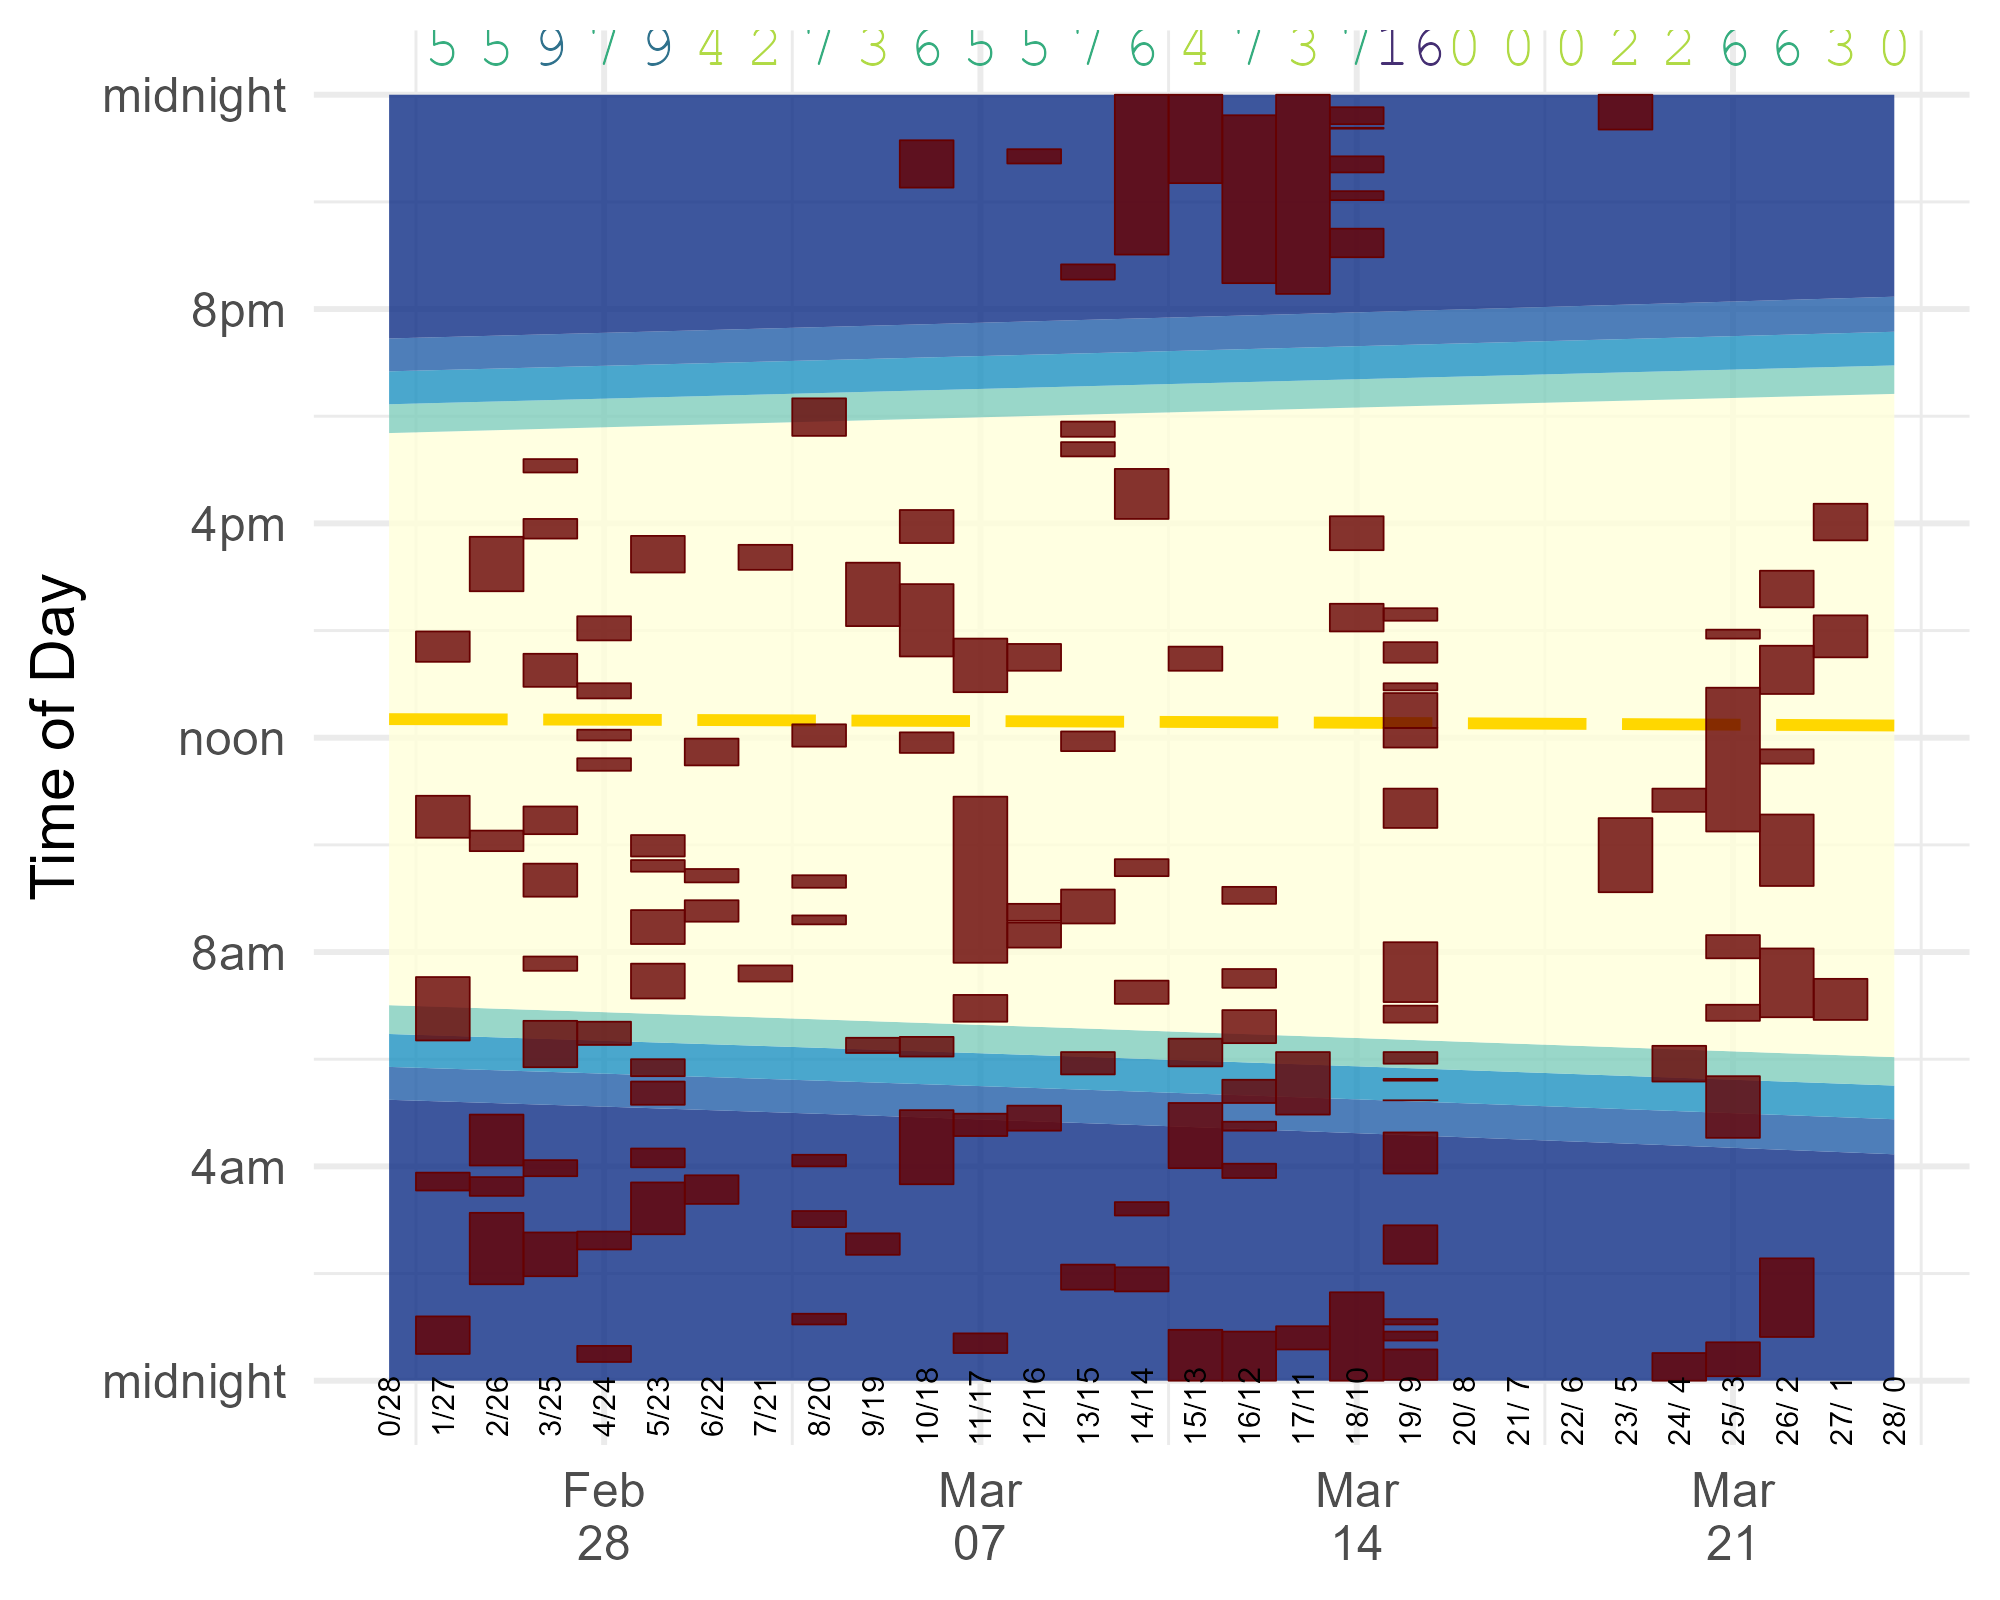 5 5 9 7 9 4 2 7 3 6 5 5 7 6 4 7 3 7 16 0 0 0 2 2 6 6 3 0
midnight
8pm
4pm
noon
8am
4am
midnight
Time of Day
0/28 1/27 2/26 3/25 4/24 5/23 6/22 7/21 8/20 9/19 10/18 11/17 12/16 13/15 14/14 15/13 16/12 17/11 18/10 19/ 9 20/ 8 21/ 7 22/ 6 23/ 5 24/ 4 25/ 3 26/ 2 27/ 1 28/ 0
Feb Mar Mar Mar
28 07 14 21